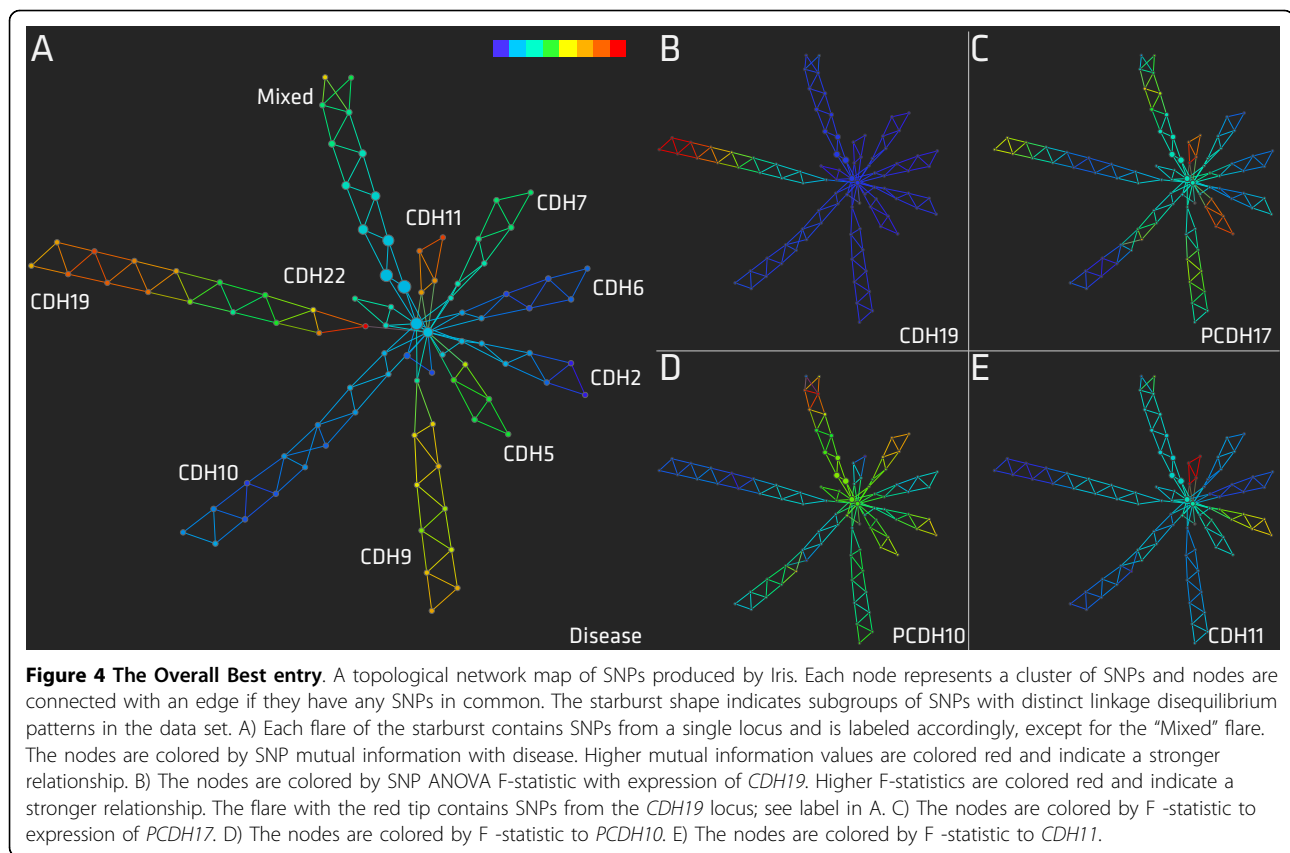 A
Mixed
CDH11
CDH7
CDH22
CDH6
CDH19
CDH2
CDH5
CDH10
CDH9
Disease
B
CDH19
C
PCDH17
D
PCDH10
E
CDH11
Figure 4 The Overall Best entry. A topological network map of SNPs produced by Iris. Each node represents a cluster of SNPs and nodes are
connected with an edge if they have any SNPs in common. The starburst shape indicates subgroups of SNPs with distinct linkage disequilibrium
patterns in the data set. A) Each flare of the starburst contains SNPs from a single locus and is labeled accordingly, except for the “Mixed” flare.
The nodes are colored by SNP mutual information with disease. Higher mutual information values are colored red and indicate a stronger
relationship. B) The nodes are colored by SNP ANOVA F-statistic with expression of CDH19. Higher F-statistics are colored red and indicate a
stronger relationship. The flare with the red tip contains SNPs from the CDH19 locus; see label in A. C) The nodes are colored by F -statistic to
expression of PCDH17. D) The nodes are colored by F -statistic to PCDH10. E) The nodes are colored by F -statistic to CDH11.